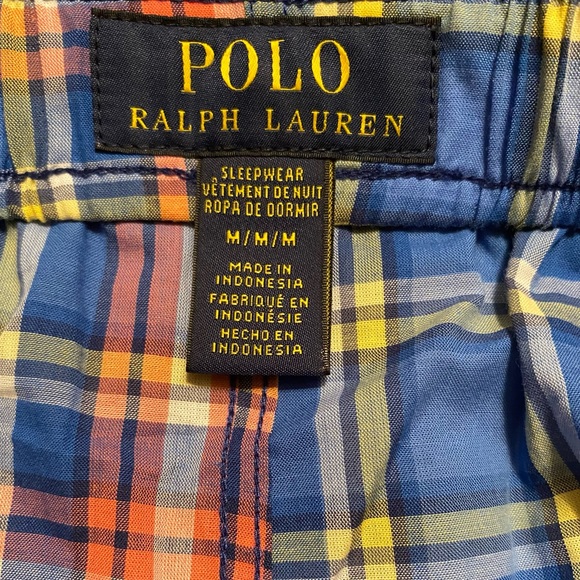 POLO
RALPH LAUREN
SLEEPWEAR
VÊTEMENT DE NUIT
ROPA DE DORMIR
M/M/M
MADE IN
INDONESIA
FABRIQUÉ EN
INDONÉSIE
HECHO EN
INDONESIA